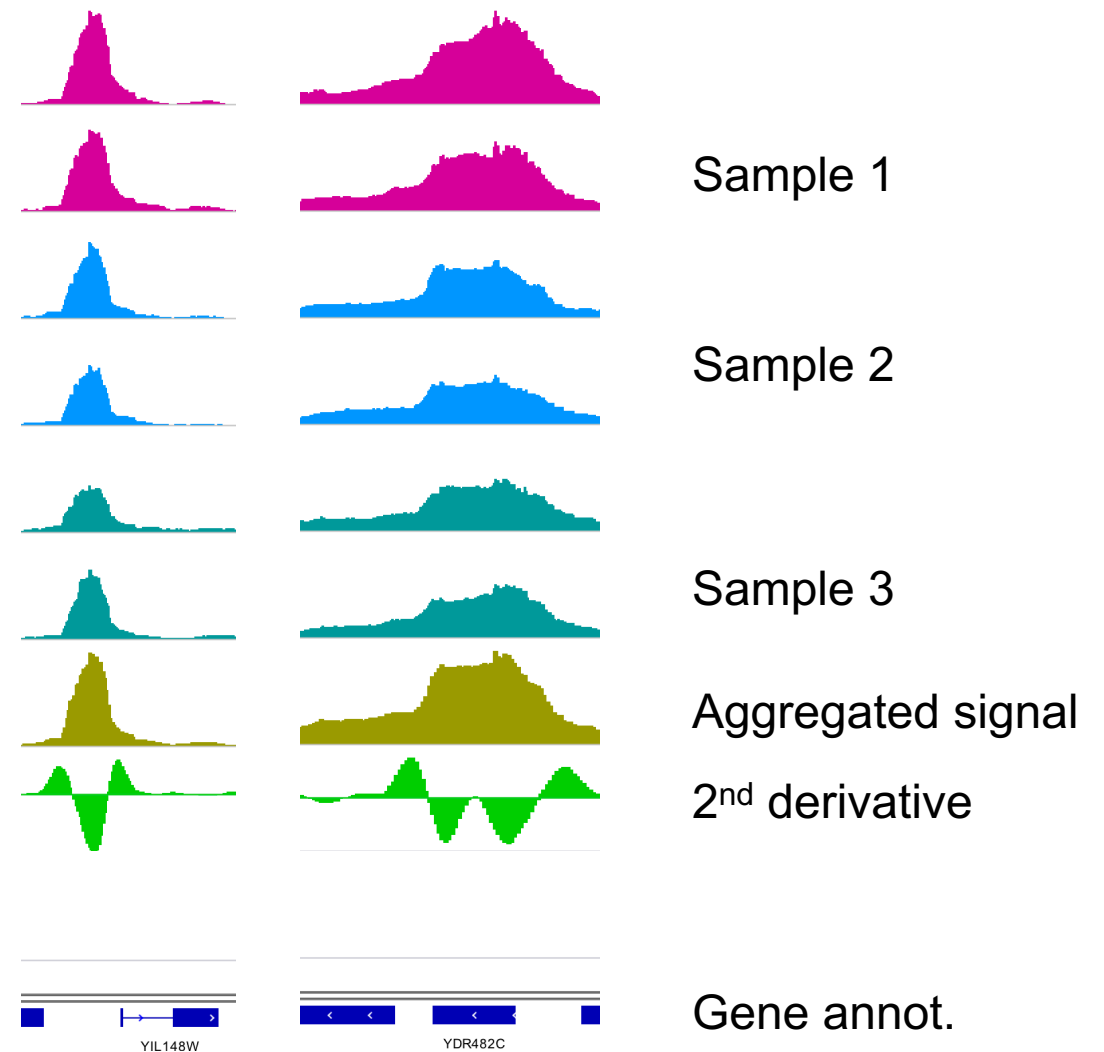 Sample 1
Sample 2
Sample 3
Aggregated signal
2nd derivative
Gene annot.
YIL148W
YDR482C